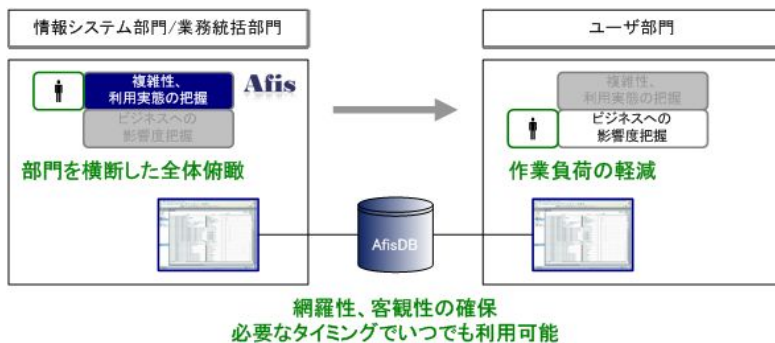 情報システム部門/業務統括部門
ユーザ部門
複雑性、
利用実態の把握
Afis
ビジネスへの
影響度把握
部門を横断した全体俯瞰
複雑性、
利用実態の把握
ビジネスへの
影響度把握
作業負荷の軽減
AfisDB
網羅性、客観性の確保
必要なタイミングでいつでも利用可能